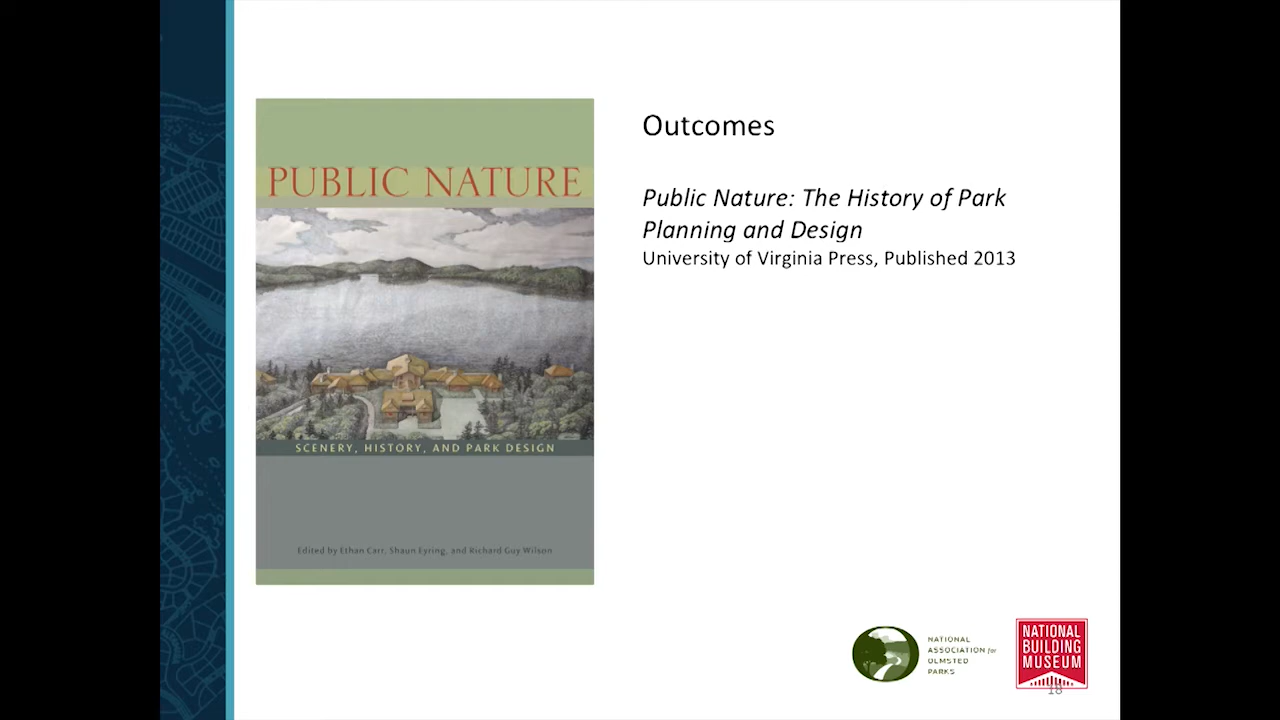 PUBLIC NATURE
SCENERY, HISTORY, AND PARK DESIGN
Edited by Ethan Carr, Shaun Eyring, and Richard Guy Wilson
Outcomes
Public Nature: The History of Park
Planning and Design
University of Virginia Press, Published 2013
NATIONAL
ASSOCIATION for
OLMSTED
PARKS
NATIONAL
BUILDING
MUSEUM
18